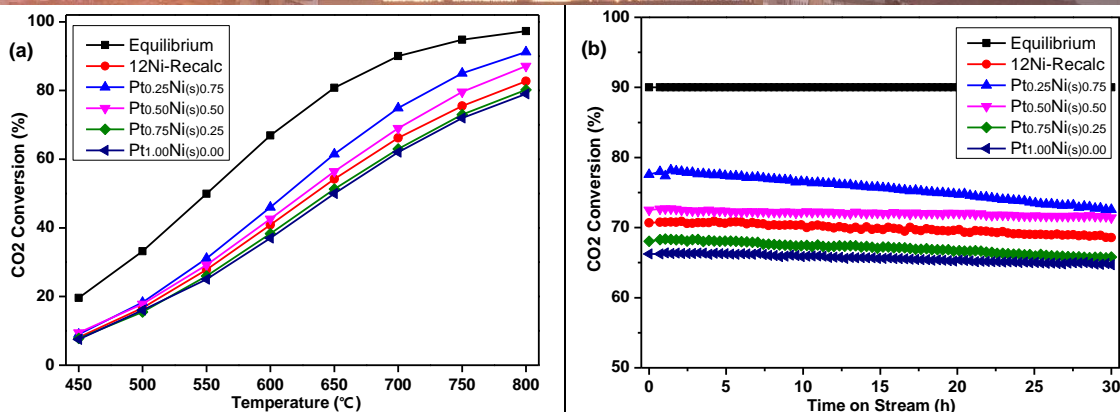 (a)
Equilibrium
12Ni-Recalc
Pt0.25Ni(s)0.75
Pt0.50Ni(s)0.50
Pt0.75Ni(s)0.25
Pt1.00Ni(s)0.00
CO2 Conversion (%)
100
80
60
40
20
0
450 500 550 600 650 700 750 800
Temperature (℃)
(b)
Equilibrium
12Ni-Recalc
Pt0.25Ni(s)0.75
Pt0.50Ni(s)0.50
Pt0.75Ni(s)0.25
Pt1.00Ni(s)0.00
CO2 Conversion (%)
100
90
80
70
60
50
0 5 10 15 20 25 30
Time on Stream (h)